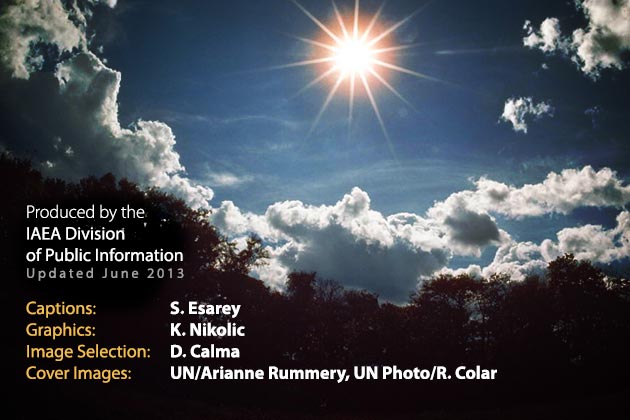 Produced by the
IAEA Division
of Public Information
Updated June 2013
Captions: S. Esarey
Graphics: K. Nikolic
Image Selection: D. Calma
Cover Images: UN/Arianne Rummery, UN Photo/R. Colar